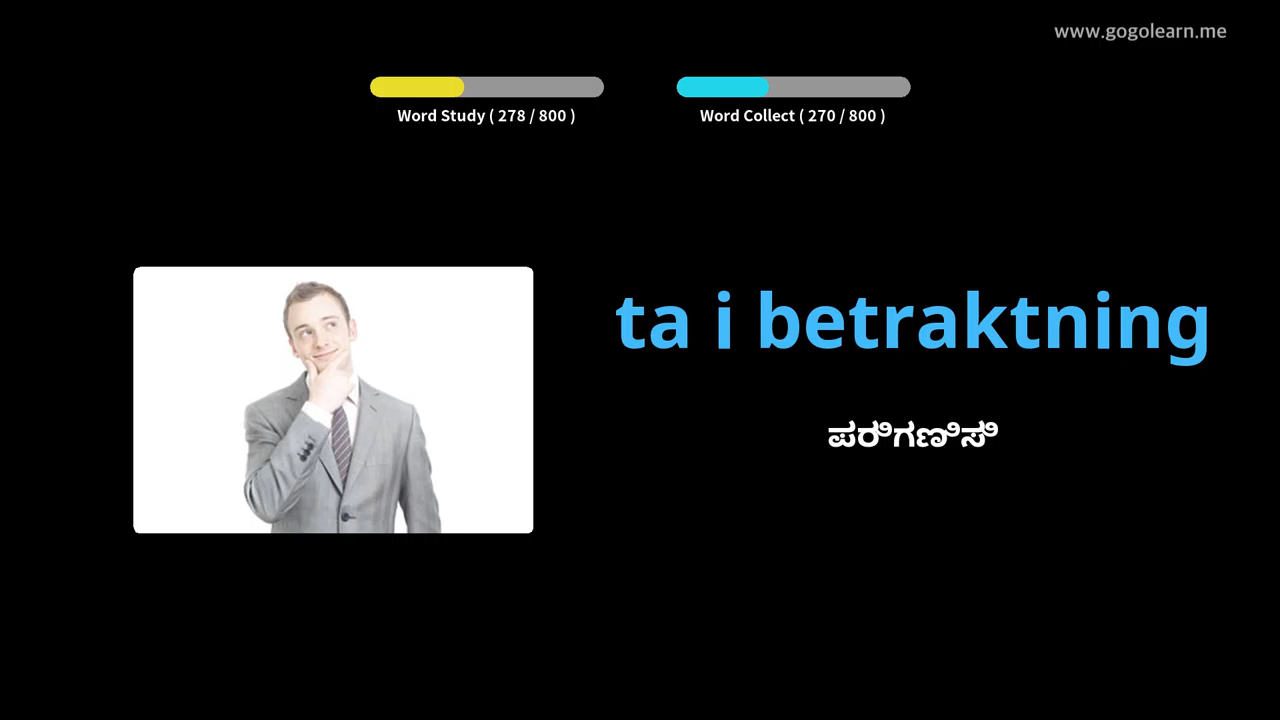 www.gogolearn.me
Word Study ( 278 / 800 )
Word Collect ( 270 / 800 )
ta i betraktning
ಪರಿಗಣಿಸಿ